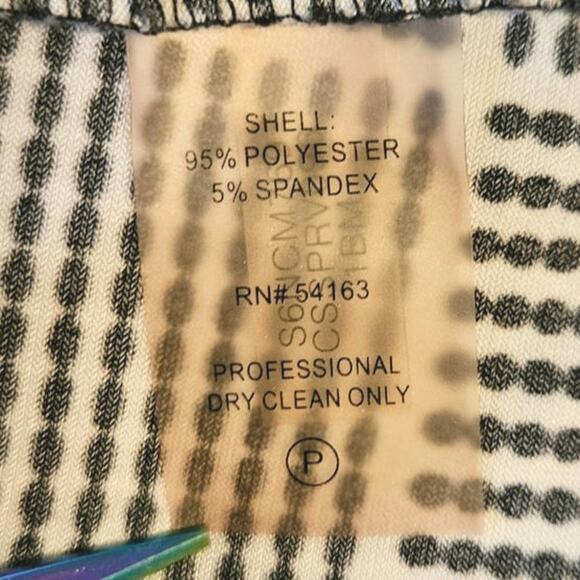 SHELL:
95% POLYESTER
5% SPANDEX
RN# 54163
PROFESSIONAL
DRY CLEAN ONLY
P